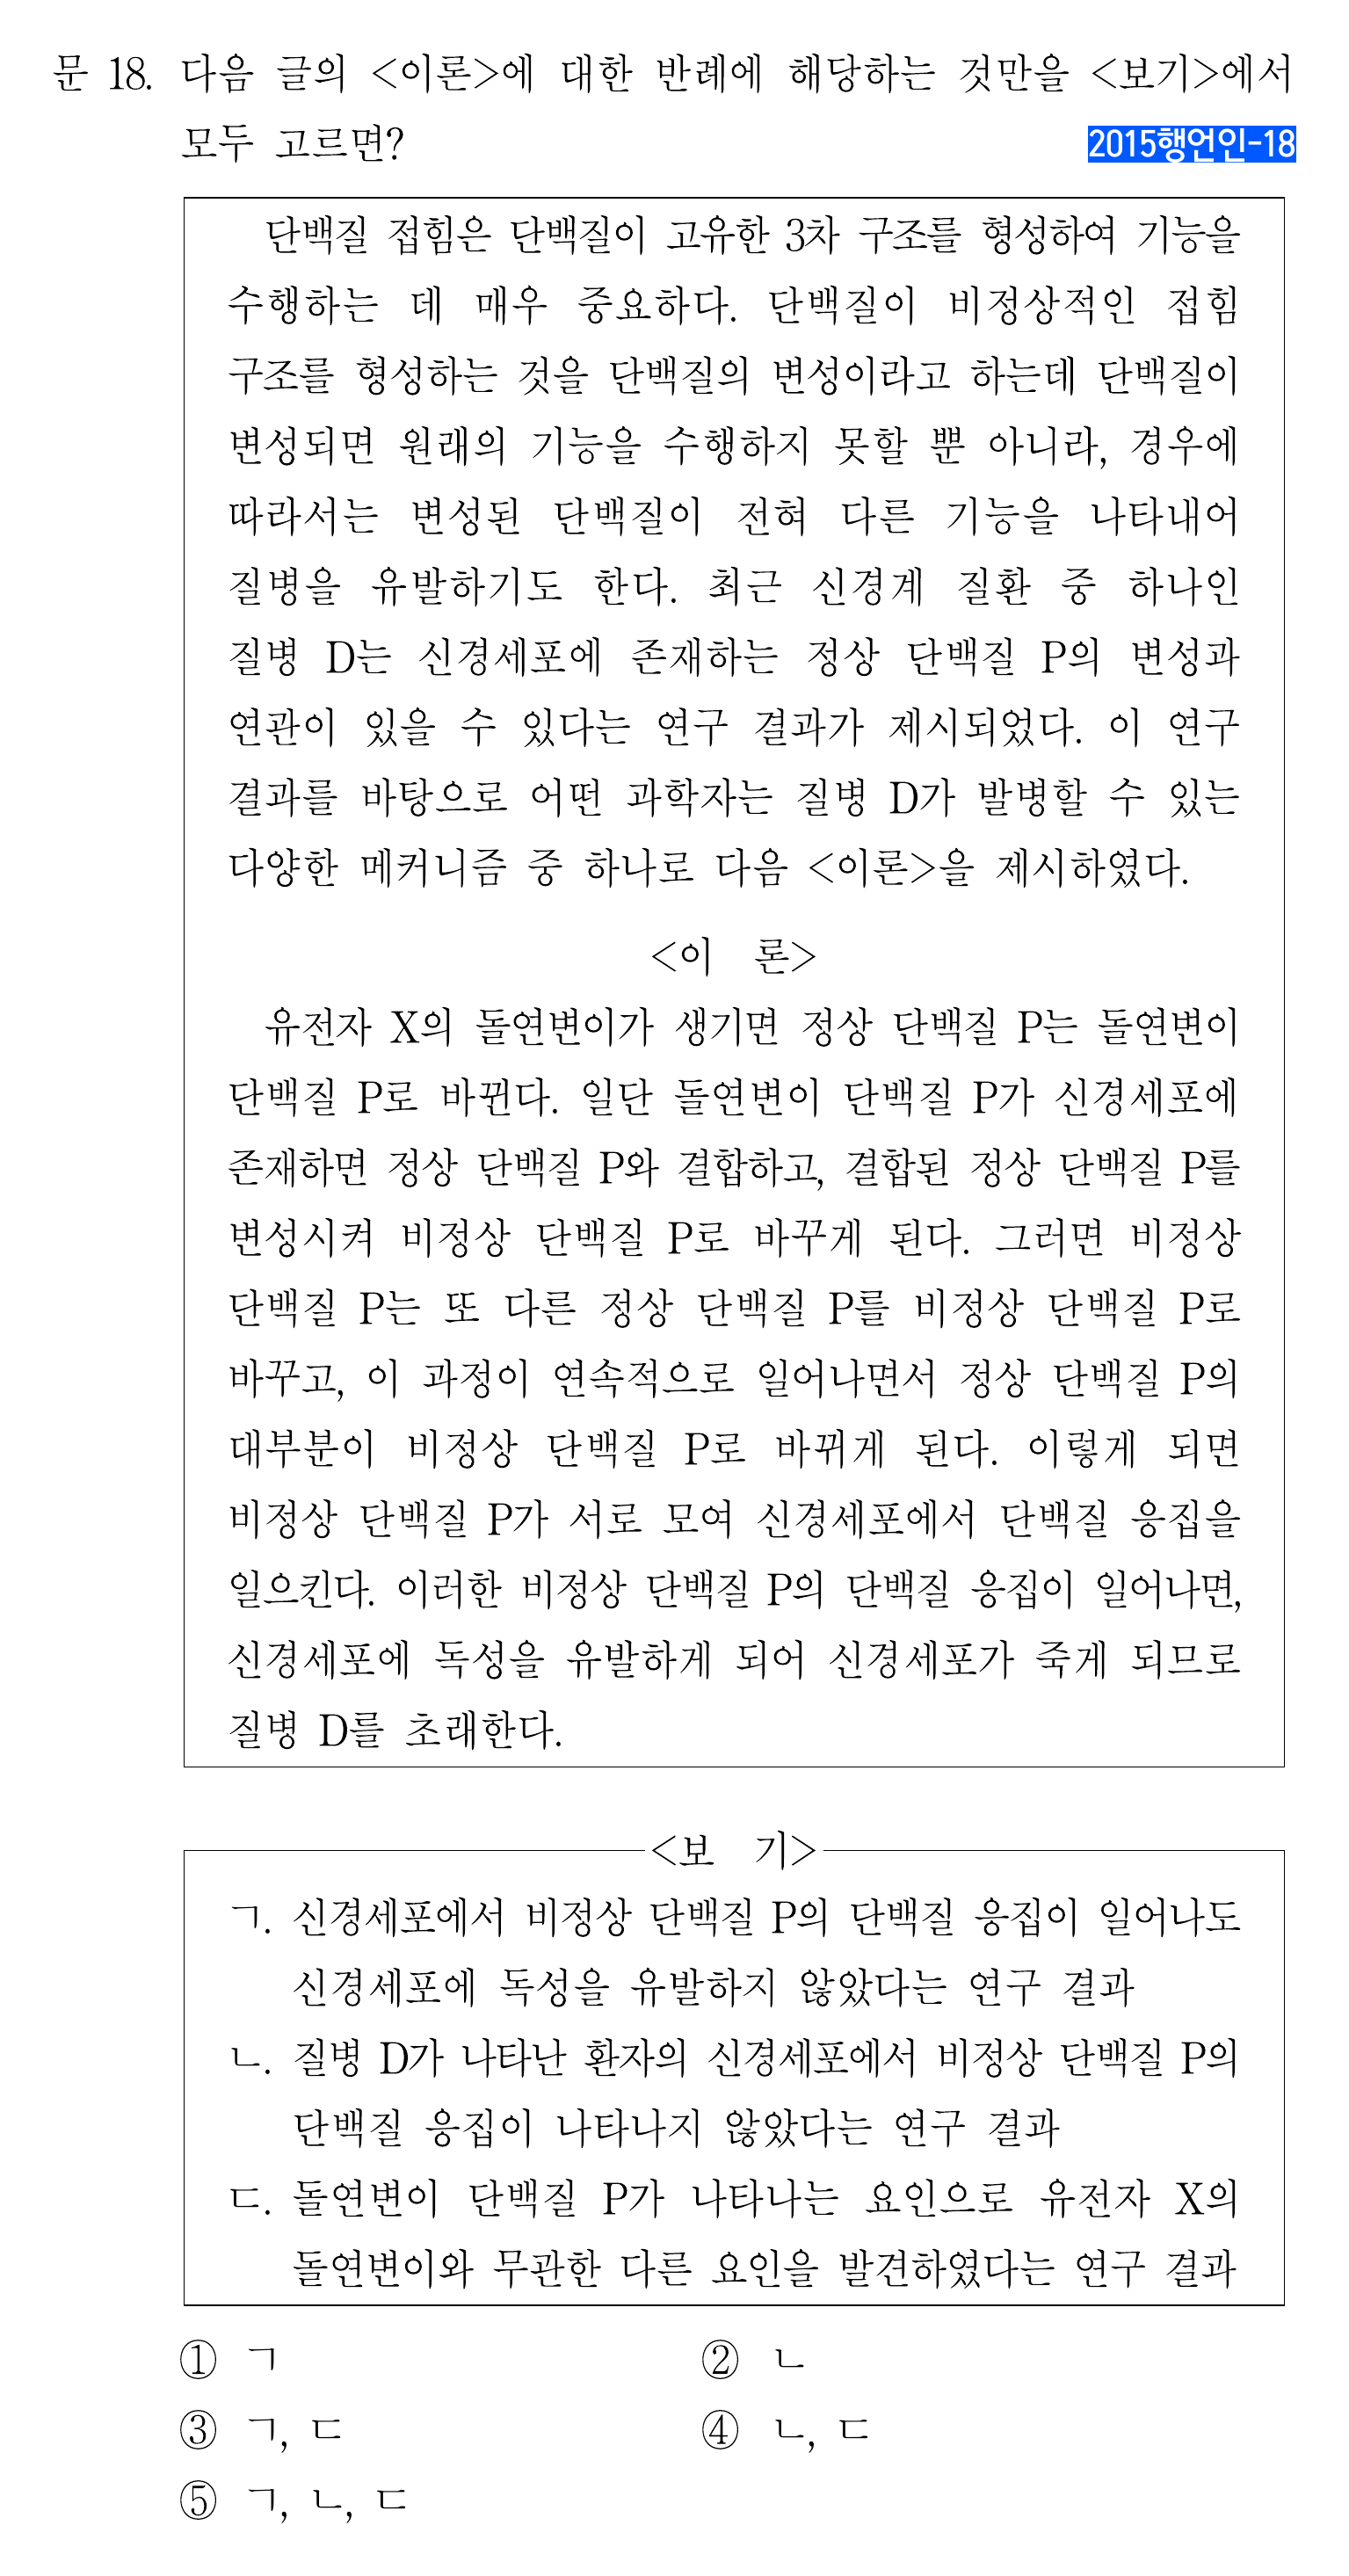 문 18. 다음 글의 <이론>에 대한 반례에 해당하는 것만을 <보기>에서
모두 고르면?
2015행언인-18
단백질 접힘은 단백질이 고유한 3차 구조를 형성하여 기능을
수행하는 데 매우 중요하다. 단백질이 비정상적인 접힘
구조를 형성하는 것을 단백질의 변성이라고 하는데 단백질이
변성되면 원래의 기능을 수행하지 못할 뿐 아니라, 경우에
따라서는 변성된 단백질이 전혀 다른 기능을 나타내어
질병을 유발하기도 한다. 최근 신경계 질환 중 하나인
질병 D는 신경세포에 존재하는 정상 단백질 P의 변성과
연관이 있을 수 있다는 연구 결과가 제시되었다. 이 연구
결과를 바탕으로 어떤 과학자는 질병 D가 발병할 수 있는
다양한 메커니즘 중 하나로 다음 <이론>을 제시하였다.
<이 론>
유전자 X의 돌연변이가 생기면 정상 단백질 P는 돌연변이
단백질 P로 바뀐다. 일단 돌연변이 단백질 P가 신경세포에
존재하면 정상 단백질 P와 결합하고, 결합된 정상 단백질 P를
변성시켜 비정상 단백질 P로 바꾸게 된다. 그러면 비정상
단백질 P는 또 다른 정상 단백질 P를 비정상 단백질 P로
바꾸고, 이 과정이 연속적으로 일어나면서 정상 단백질 P의
대부분이 비정상 단백질 P로 바뀌게 된다. 이렇게 되면
비정상 단백질 P가 서로 모여 신경세포에서 단백질 응집을
일으킨다. 이러한 비정상 단백질 P의 단백질 응집이 일어나면,
신경세포에 독성을 유발하게 되어 신경세포가 죽게 되므로
질병 D를 초래한다.
<보 기>
ㄱ. 신경세포에서 비정상 단백질 P의 단백질 응집이 일어나도
신경세포에 독성을 유발하지 않았다는 연구 결과
ㄴ. 질병 D가 나타난 환자의 신경세포에서 비정상 단백질 P의
단백질 응집이 나타나지 않았다는 연구 결과
ㄷ. 돌연변이 단백질 P가 나타나는 요인으로 유전자 X의
돌연변이와 무관한 다른 요인을 발견하였다는 연구 결과
① ㄱ ② ㄴ
③ ㄱ, ㄷ ④ ㄴ, ㄷ
⑤ ㄱ, ㄴ, ㄷ